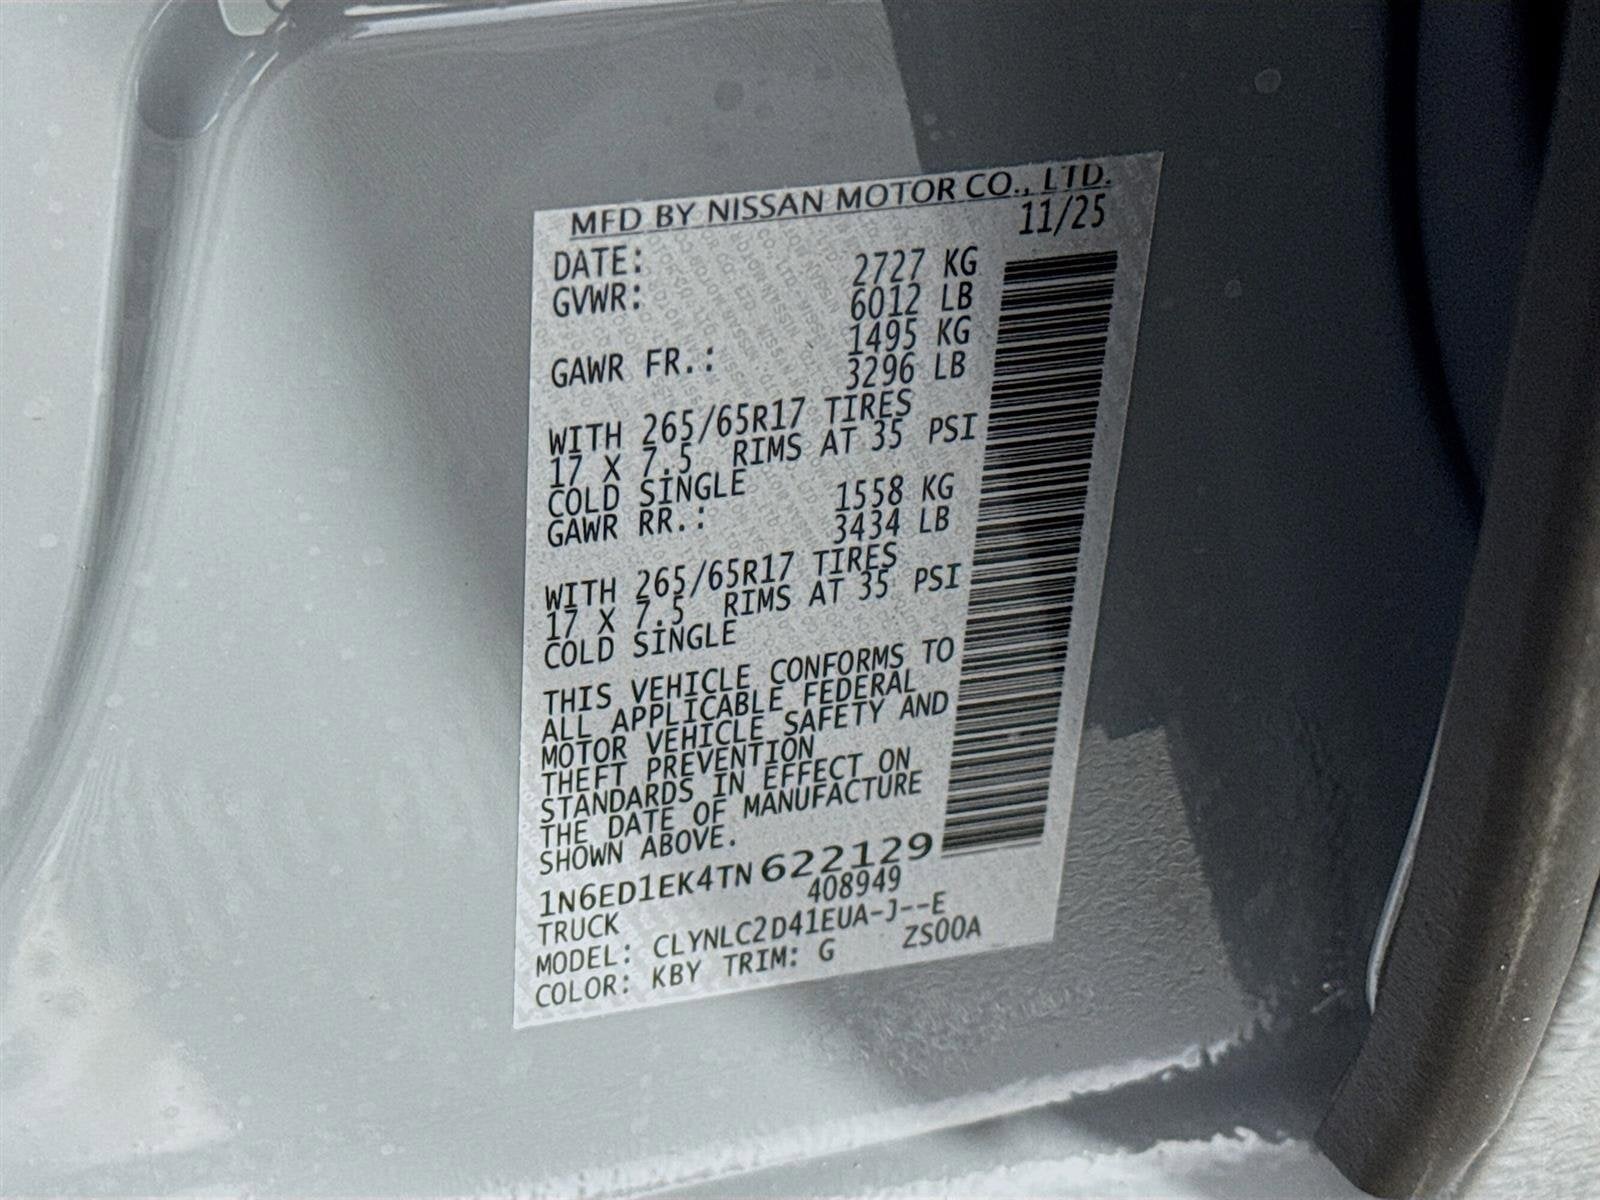 MFD BY NISSAN MOTOR CO., LTD.
DATE: 11/25
GVWR: 2727 KG
6012 LB
GAWR FR.: 1495 KG
3296 LB
WITH 265/65R17 TIRES
17 X 7.5 RIMS AT 35 PSI
COLD SINGLE
GAWR RR.: 1558 KG
3434 LB
WITH 265/65R17 TIRES
17 X 7.5 RIMS AT 35 PSI
COLD SINGLE
THIS VEHICLE CONFORMS TO
ALL APPLICABLE FEDERAL
MOTOR VEHICLE SAFETY AND
THEFT PREVENTION
STANDARDS IN EFFECT ON
THE DATE OF MANUFACTURE
SHOWN ABOVE.
1N6ED1EK4TN622129
TRUCK 408949
MODEL: CLYNLC2D41EUA-J--E
COLOR: KBY TRIM: G ZS00A